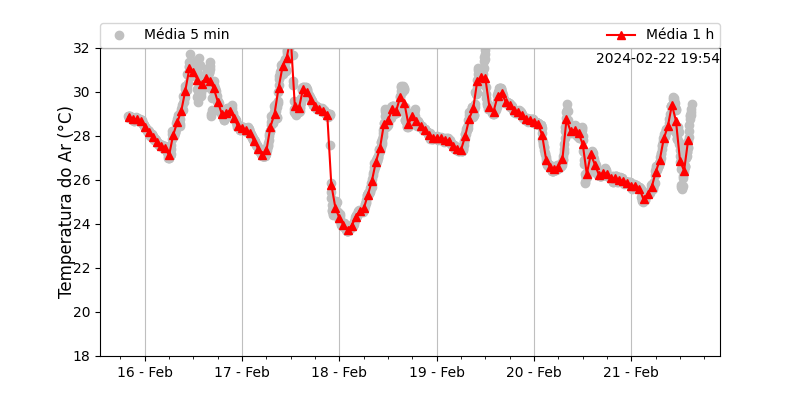 Média 5 min
Média 1 h
2024-02-22 19:54
Temperatura do Ar (°C)
32
30
28
26
24
22
20
18
16 - Feb
17 - Feb
18 - Feb
19 - Feb
20 - Feb
21 - Feb